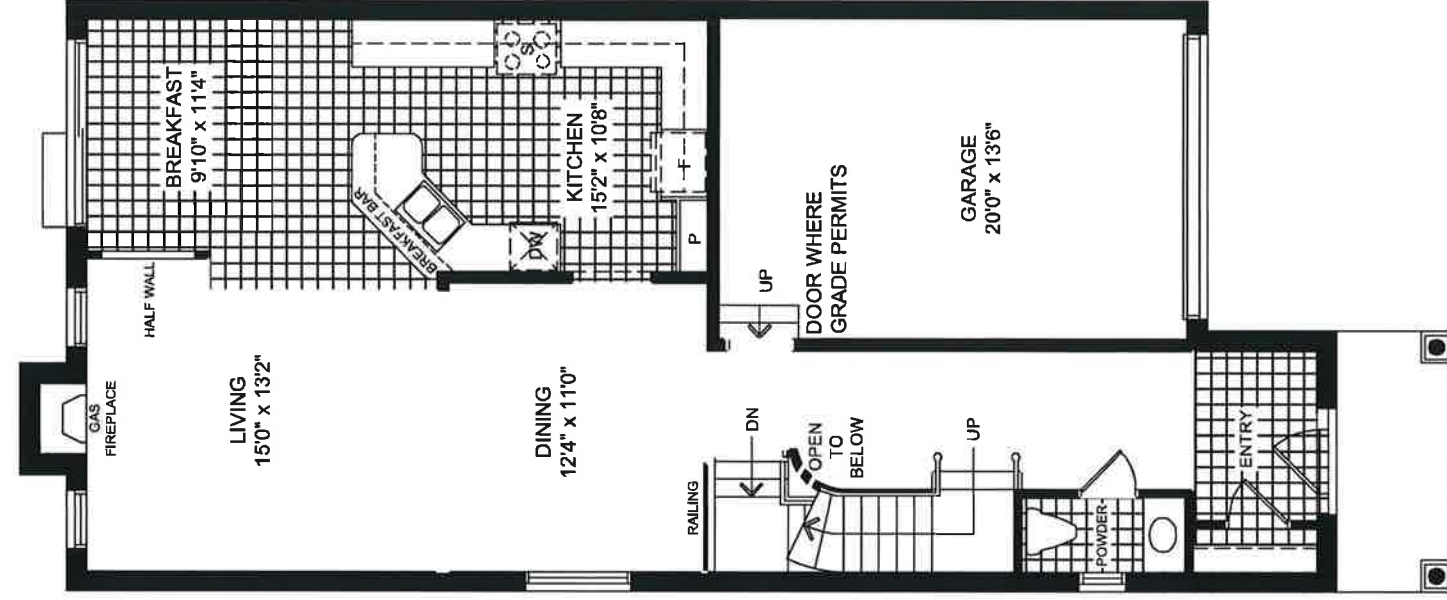 BREAKFAST
9'10" x 11'4"
S
KITCHEN
15'2" x 10'8"
F
P
DW
BREAKFAST BAR
HALF WALL
GAS
FIREPLACE
LIVING
15'0" x 13'2"
DINING
12'4" x 11'0"
RAILING
DN
OPEN
TO
BELOW
UP
UP
DOOR WHERE
GRADE PERMITS
GARAGE
20'0" x 13'6"
POWDER
ENTRY